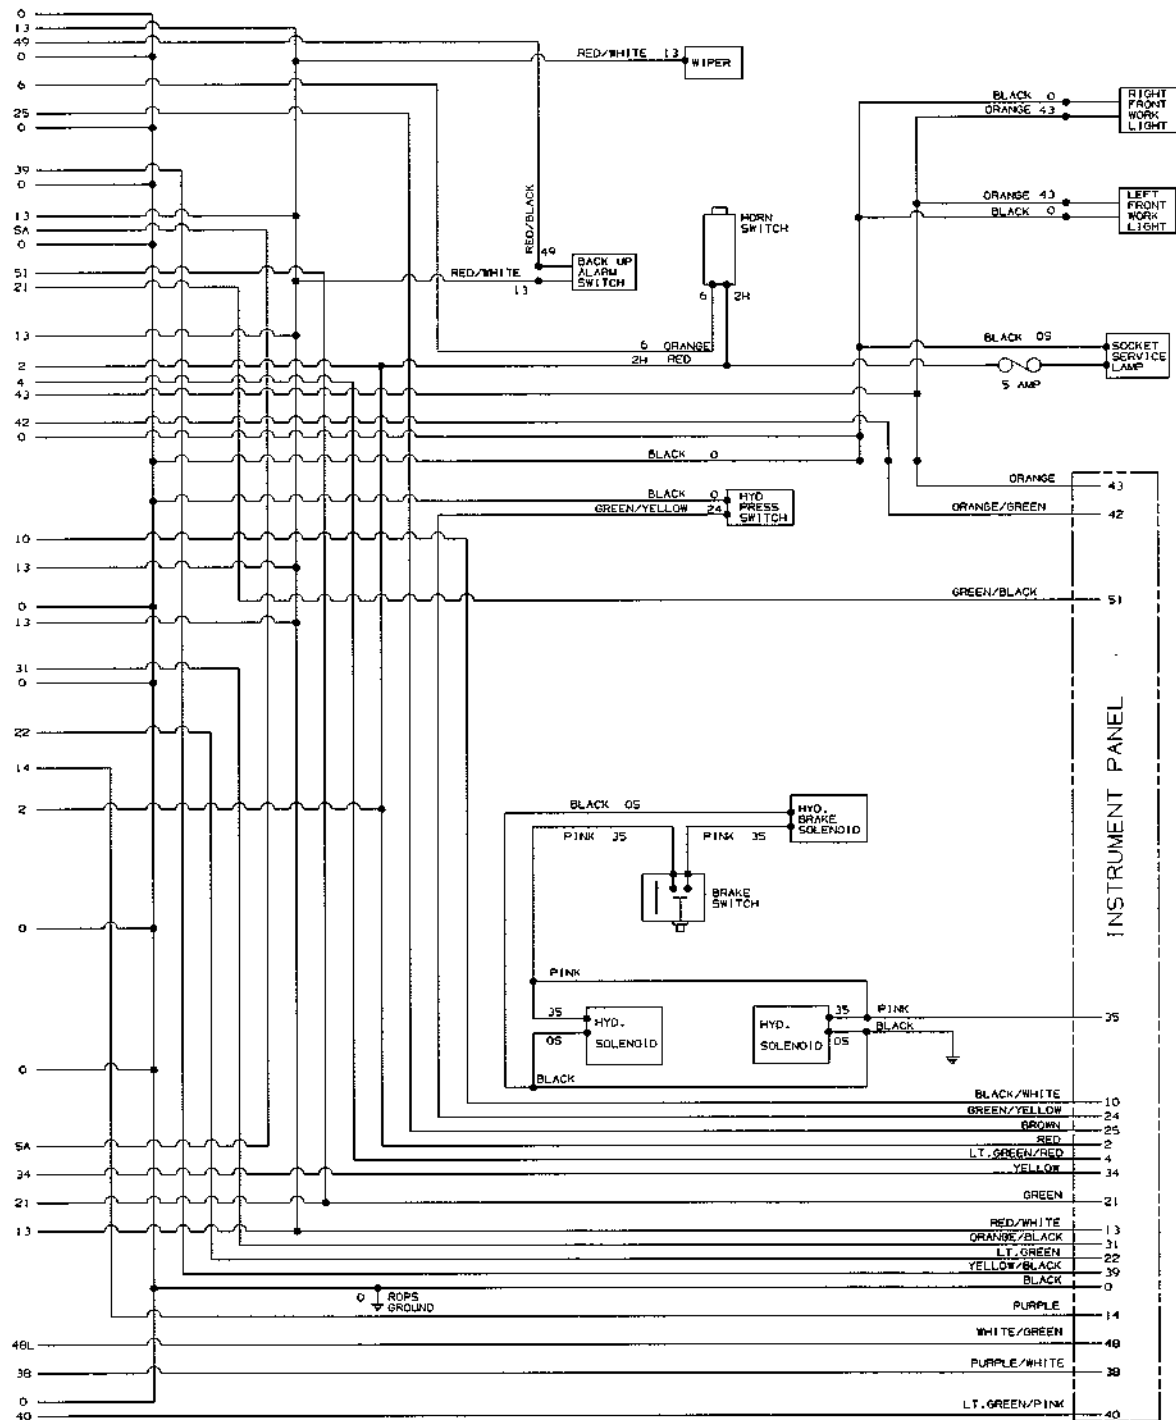 0
13
49
0
RED/WHITE 13
WIPER
6
25
0
BLACK 0
ORANGE 43
RIGHT
FRONT
WORK
LIGHT
39
0
13
5A
0
RED/BLACK
49
ORANGE 43
BLACK 0
LEFT
FRONT
WORK
LIGHT
HORN
SWITCH
51
21
RED/WHITE
13
BACK UP
ALARM
SWITCH
6
2H
13
6 ORANGE
2H RED
BLACK 0S
SOCKET
SERVICE
LAMP
5 AMP
2
4
43
42
0
BLACK 0
BLACK 0
GREEN/YELLOW 24
HYD
PRESS
SWITCH
ORANGE
43
ORANGE/GREEN
42
10
13
0
13
GREEN/BLACK
51
31
0
22
14
2
INSTRUMENT PANEL
BLACK 0S
PINK 35
PINK 35
HYD.
BRAKE
SOLENOID
BRAKE
SWITCH
0
PINK
35
0S
HYD.
SOLENOID
HYD.
SOLENOID
35
0S
PINK
BLACK
35
BLACK
0
BLACK/WHITE
10
GREEN/YELLOW
24
BROWN
25
RED
2
LT.GREEN/RED
4
5A
34
YELLOW
34
21
GREEN
21
13
RED/WHITE
13
ORANGE/BLACK
31
LT.GREEN
22
YELLOW/BLACK
39
BLACK
0
0
ROPS
GROUND
PURPLE
14
48L
WHITE/GREEN
48
38
PURPLE/WHITE
38
0
40
LT.GREEN/PINK
40